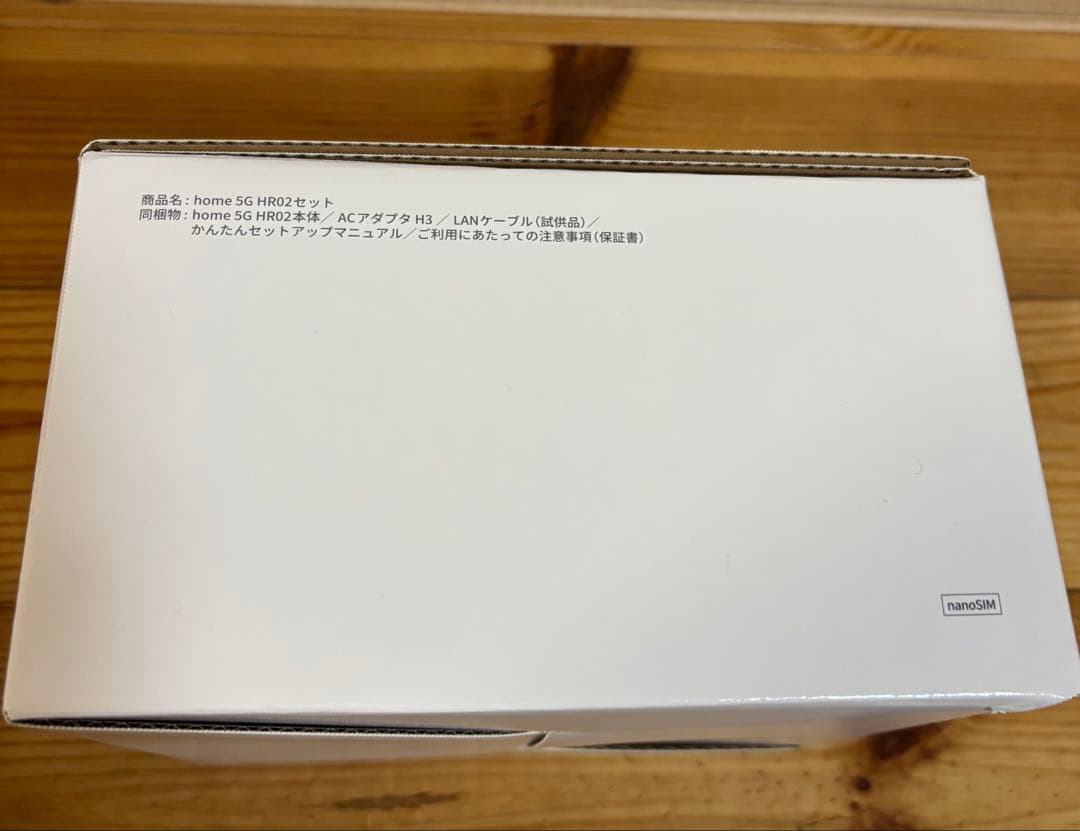 商品名：home 5G HR02セット
同梱物：home 5G HR02本体／ACアダプタ H3／LANケーブル（試供品）／
かんたんセットアップマニュアル／ご利用にあたっての注意事項（保証書）
nanoSIM